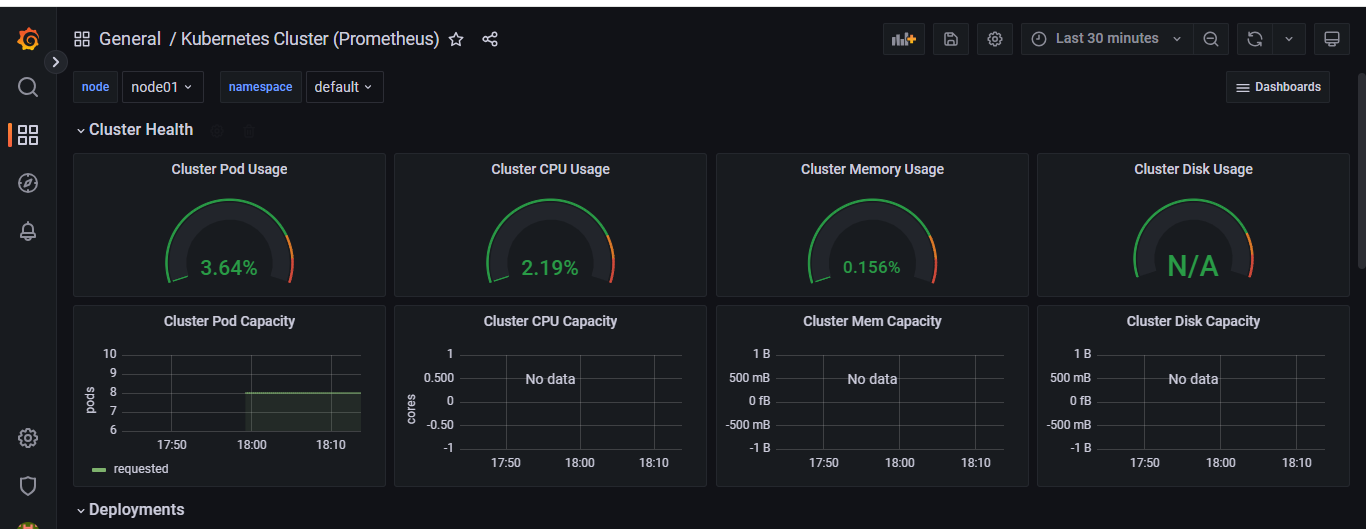 General / Kubernetes Cluster (Prometheus)
Last 30 minutes
node node01 namespace default
Dashboards
Cluster Health
Cluster Pod Usage
3.64%
Cluster CPU Usage
2.19%
Cluster Memory Usage
0.156%
Cluster Disk Usage
N/A
Cluster Pod Capacity
pods
10
9
8
7
6
17:50 18:00 18:10
requested
Cluster CPU Capacity
cores
1
0.500
0
-0.50
-1
No data
17:50 18:00 18:10
Cluster Mem Capacity
1 B
500 mB
0 fB
-500 mB
-1 B
No data
17:50 18:00 18:10
Cluster Disk Capacity
1 B
500 mB
0 fB
-500 mB
-1 B
No data
17:50 18:00 18:10
Deployments